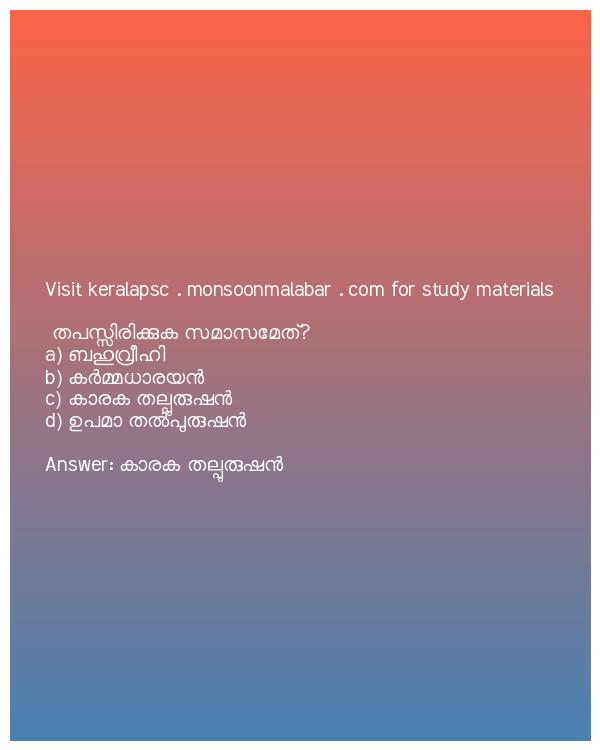 Visit keralapsc . monsoonmalabar . com for study materials
തപസ്സിരിക്കുക സമാസമേത്?
a) ബഹുവ്രീഹി
b) കർമ്മധാരയൻ
c) കാരക തല്പുരുഷൻ
d) ഉപമാ തൽപുരുഷൻ
Answer: കാരക തല്പുരുഷൻ